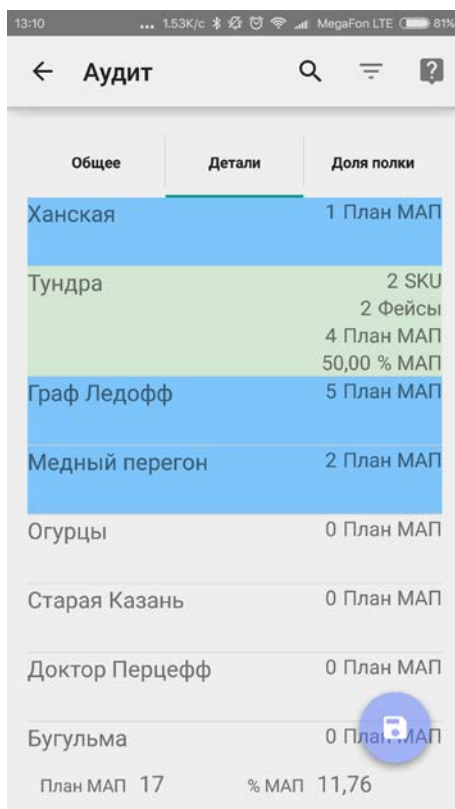 13:10 ... 1.53K/c MegaFon LTE 81%
Аудит
Общее Детали Доля полки
Ханская 1 План МАП
Тундра 2 SKU
2 Фейсы
4 План МАП
50,00 % МАП
Граф Ледофф 5 План МАП
Медный перегон 2 План МАП
Огурцы 0 План МАП
Старая Казань 0 План МАП
Доктор Перцефф 0 План МАП
Бугульма 0 План МАП
План МАП 17 % МАП 11,76